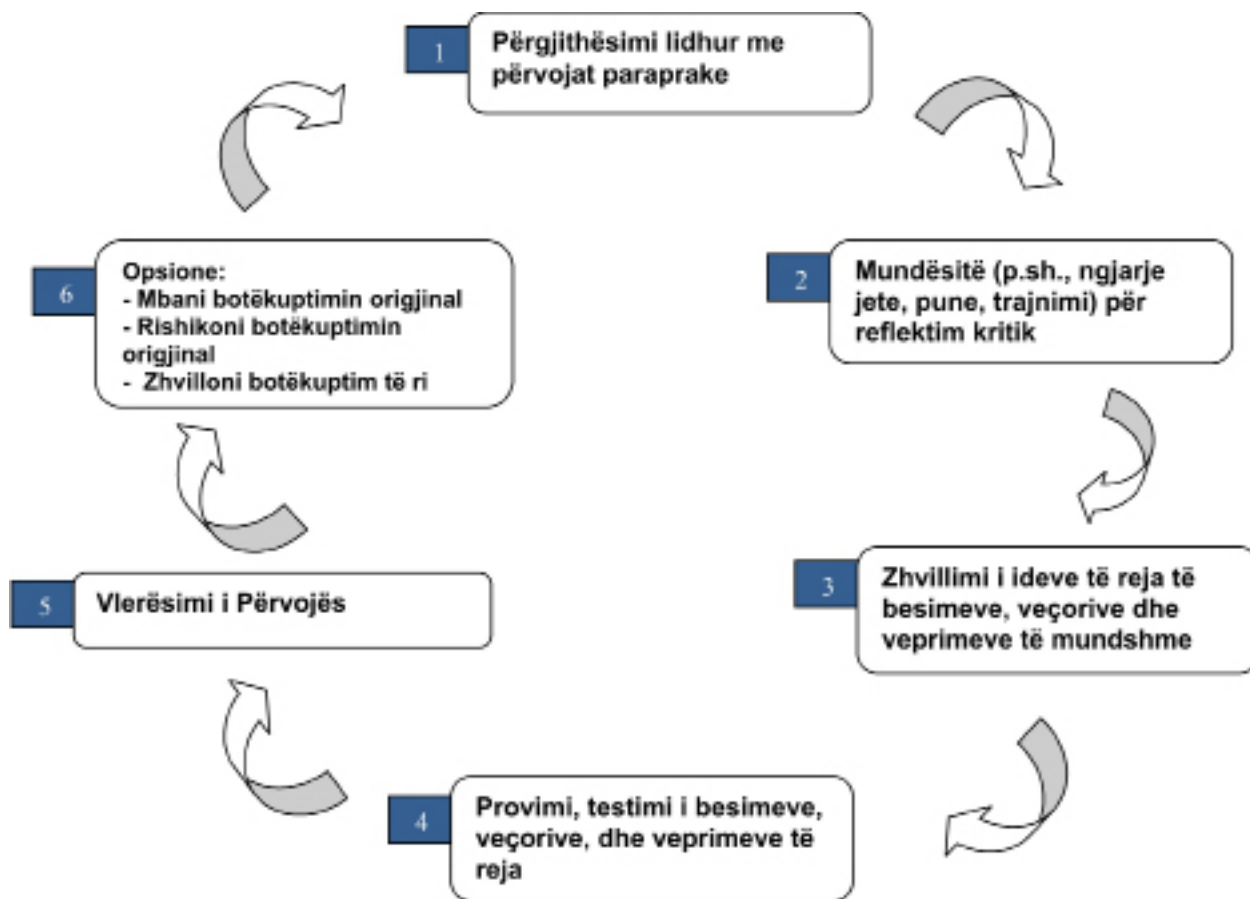 1
Përgjithësimi lidhur me
përvojat paraprake
2
Mundësitë (p.sh., ngjarje
jete, pune, trajnimi) për
reflektim kritik
3
Zhvillimi i ideve të reja të
besimeve, veçorive dhe
veprimeve të mundshme
4
Provimi, testimi i besimeve,
veçorive, dhe veprimeve të
reja
5
Vlerësimi i Përvojës
6
Opsione:
- Mbani botëkuptimin origjinal
- Rishikoni botëkuptimin
origjinal
- Zhvilloni botëkuptim të ri